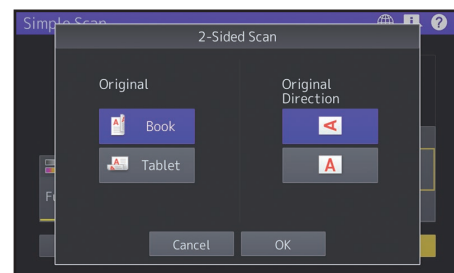 Simple Scan
2-Sided Scan
Original
Original
Direction
A Book
A
A Tablet
A
Cancel
OK